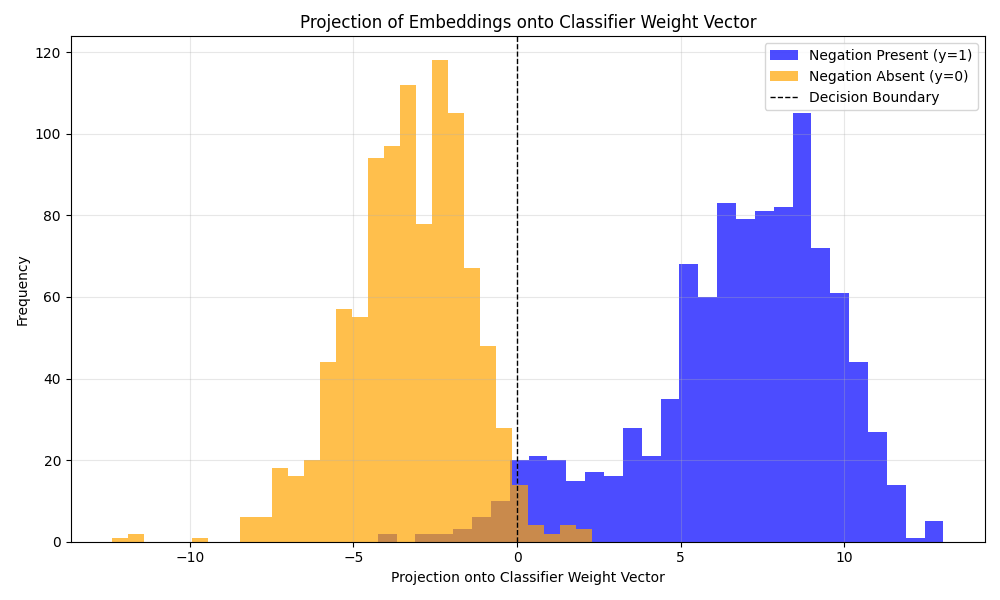 Projection of Embeddings onto Classifier Weight Vector
Negation Present (y=1)
Negation Absent (y=0)
Decision Boundary
Frequency
120
100
80
60
40
20
0
−10
−5
0
5
10
Projection onto Classifier Weight Vector